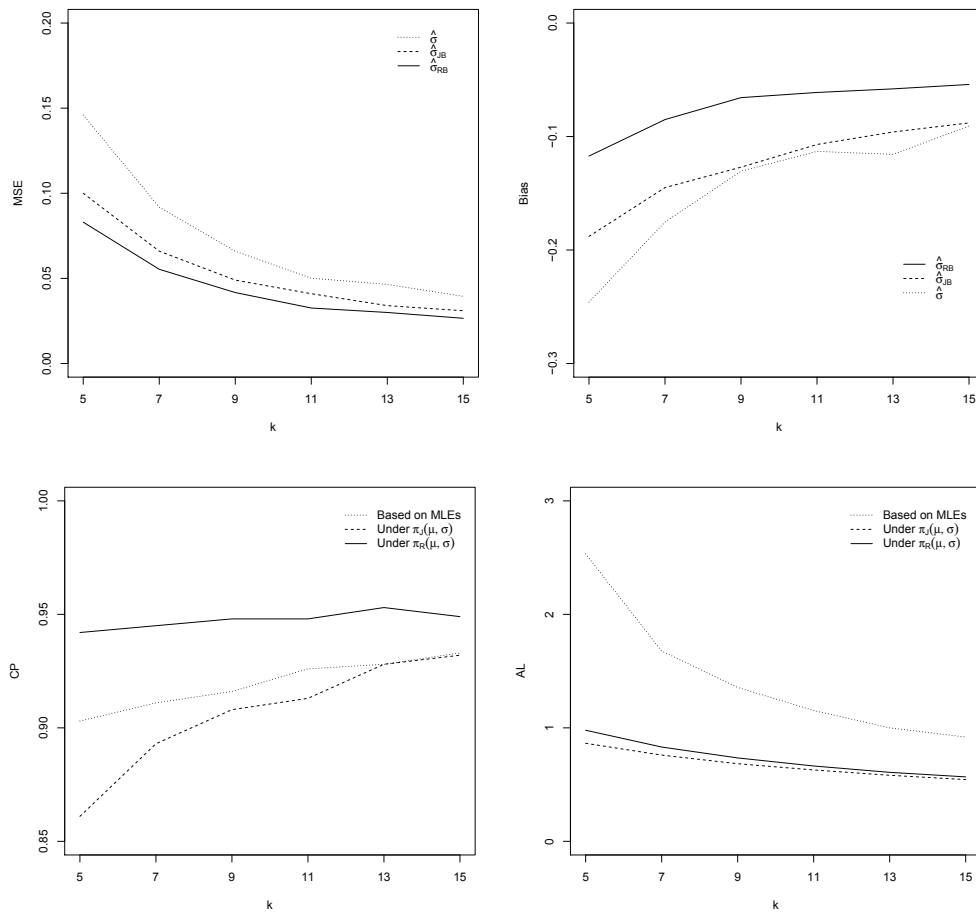 MSE
0.20
0.15
0.10
0.05
0.00
σ̂
σ̂JB
σ̂RB
5 7 9 11 13 15
k
Bias
0.0
−0.1
−0.2
−0.3
σ̂RB
σ̂JB
σ̂
5 7 9 11 13 15
k
CP
1.00
0.95
0.90
0.85
Based on MLEs
Under πJ(μ, σ)
Under πR(μ, σ)
5 7 9 11 13 15
k
AL
3
2
1
0
Based on MLEs
Under πJ(μ, σ)
Under πR(μ, σ)
5 7 9 11 13 15
k